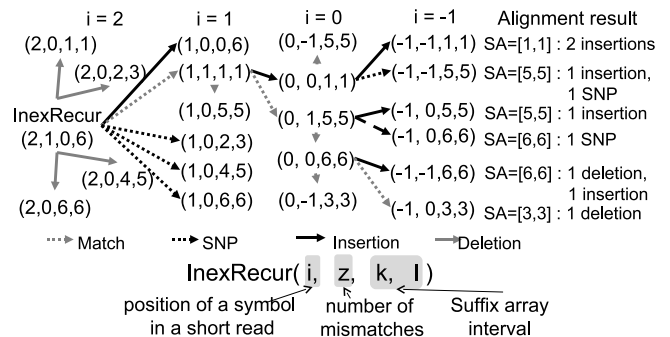 i = 2 i = 1 i = 0 i = -1 Alignment result
(2,0,1,1) (1,0,0,6) (0,-1,5,5) (-1,-1,1,1) SA=[1,1] : 2 insertions
(2,0,2,3) (1,1,1,1) (0, 0,1,1) (-1,-1,5,5) SA=[5,5] : 1 insertion,
1 SNP
InexRecur (1,0,5,5) (0, 1,5,5) (-1, 0,5,5) SA=[5,5] : 1 insertion
(2,1,0,6) (1,0,2,3) (-1, 0,6,6) SA=[6,6] : 1 SNP
(2,0,4,5) (1,0,4,5) (0, 0,6,6) (-1,-1,6,6) SA=[6,6] : 1 deletion,
1 insertion
(2,0,6,6) (1,0,6,6) (0,-1,3,3) (-1, 0,3,3) SA=[3,3] : 1 deletion
Match SNP Insertion Deletion
InexRecur( i, z, k, l )
position of a symbol number of Suffix array
in a short read mismatches interval